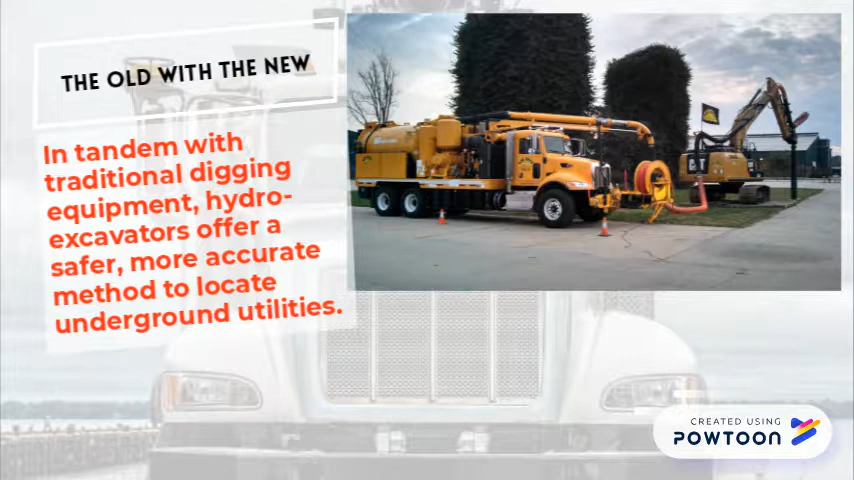 THE OLD WITH THE NEW
In tandem with
traditional digging
equipment, hydro-
excavators offer a
safer, more accurate
method to locate
underground utilities.
CAT
CREATED USING
POWTOON